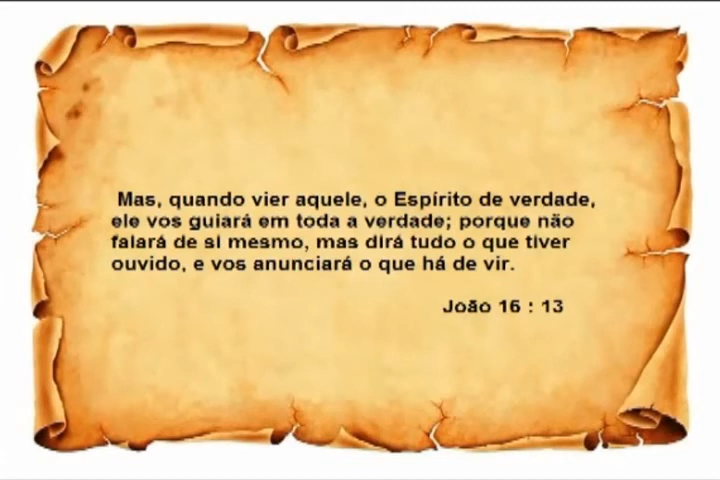 Mas, quando vier aquele, o Espírito de verdade,
ele vos guiará em toda a verdade; porque não
falará de si mesmo, mas dirá tudo o que tiver
ouvido, e vos anunciará o que há de vir.
João 16 : 13